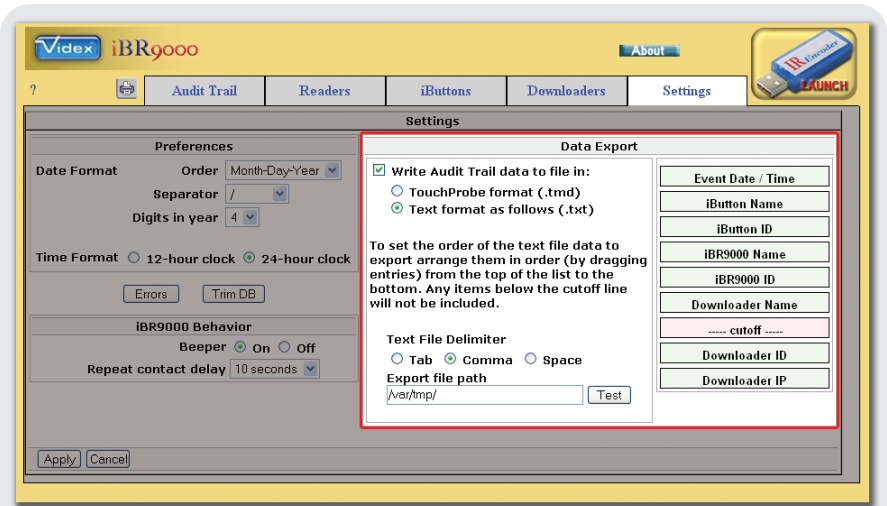 Videx iBR9000
About
IR Encoder
LAUNCH
?
Audit Trail
Readers
iButtons
Downloaders
Settings
Settings
Preferences
Date Format
Order Month-Day-Year
Separator /
Digits in year 4
Time Format 12-hour clock 24-hour clock
Errors Trim DB
iBR9000 Behavior
Beeper On Off
Repeat contact delay 10 seconds
Data Export
Write Audit Trail data to file in:
TouchProbe format (.tmd)
Text format as follows (.txt)
To set the order of the text file data to
export arrange them in order (by dragging
entries) from the top of the list to the
bottom. Any items below the cutoff line
will not be included.
Text File Delimiter
Tab Comma Space
Export file path
/var/tmp/ Test
Event Date / Time
iButton Name
iButton ID
iBR9000 Name
iBR9000 ID
Downloader Name
----- cutoff -----
Downloader ID
Downloader IP
Apply Cancel